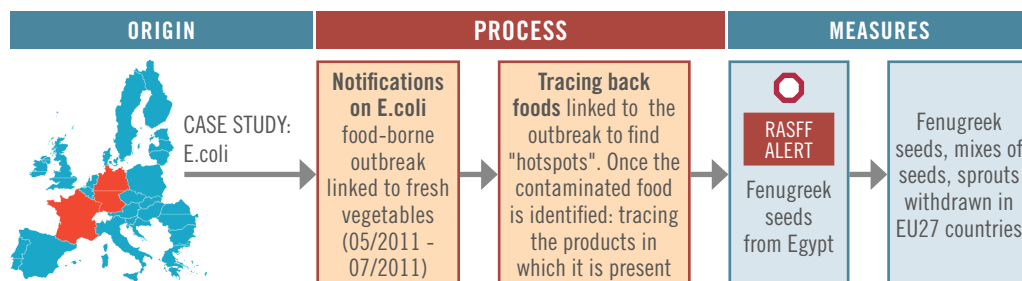 ORIGIN
PROCESS
MEASURES
CASE STUDY:
E.coli
Notifications
on E.coli
food-borne
outbreak
linked to fresh
vegetables
(05/2011 -
07/2011)
Tracing back
foods linked to the
outbreak to find
"hotspots". Once the
contaminated food
is identified: tracing
the products in
which it is present
RASFF
ALERT
Fenugreek
seeds
from Egypt
Fenugreek
seeds, mixes of
seeds, sprouts
withdrawn in
EU27 countries